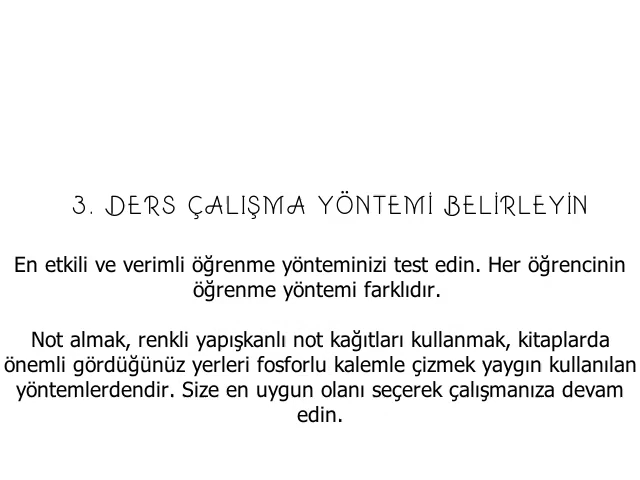 3. DERS ÇALIŞMA YÖNTEMİ BELİRLEYİN
En etkili ve verimli öğrenme yönteminizi test edin. Her öğrencinin
öğrenme yöntemi farklıdır.
Not almak, renkli yapışkanlı not kağıtları kullanmak, kitaplarda
önemli gördüğünüz yerleri fosforlu kalemle çizmek yaygın kullanılan
yöntemlerdendir. Size en uygun olanı seçerek çalışmanıza devam
edin.